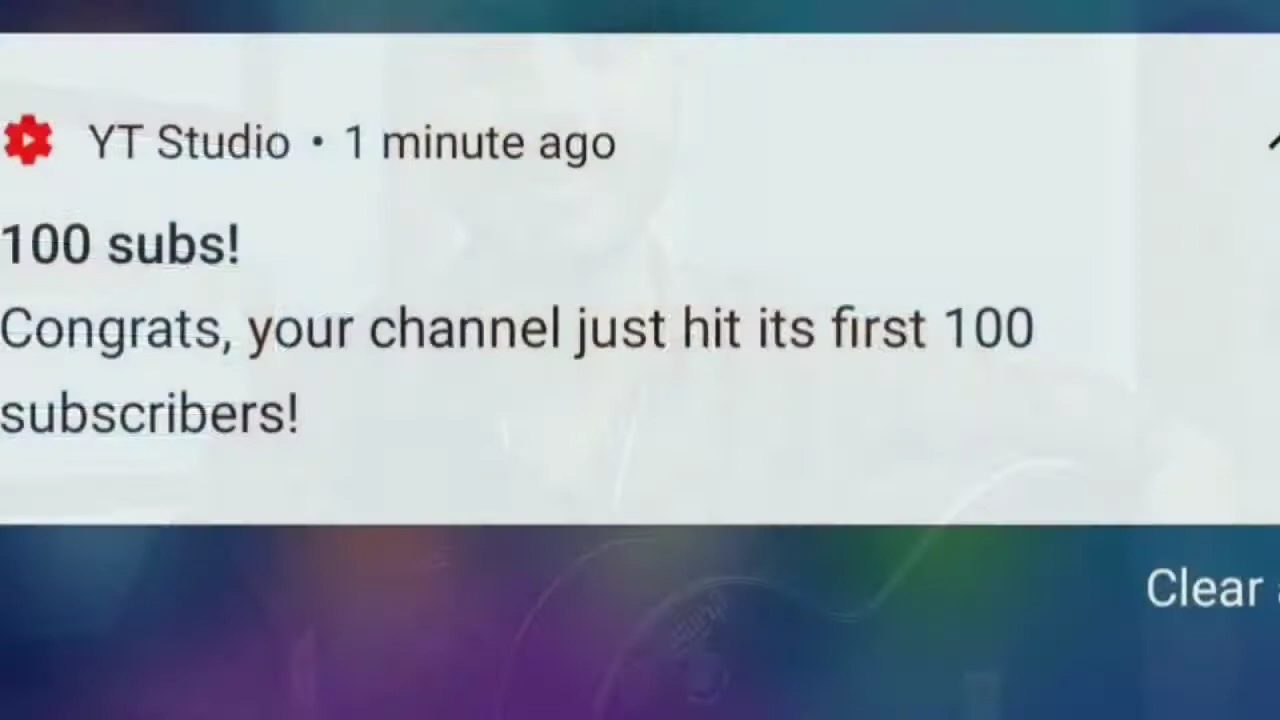 YT Studio • 1 minute ago
100 subs!
Congrats, your channel just hit its first 100
subscribers!
Clear